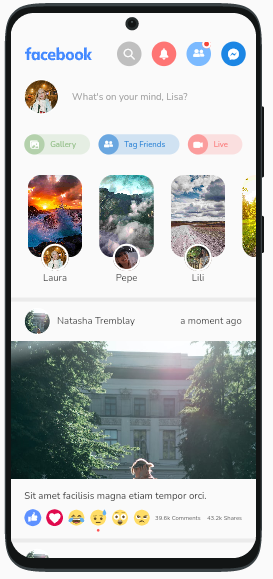 facebook
What's on your mind, Lisa?
Gallery Tag Friends Live
Laura Pepe Lili
Natasha Tremblay a moment ago
Sit amet facilisis magna etiam tempor orci.
39.6k Comments 43.2k Shares